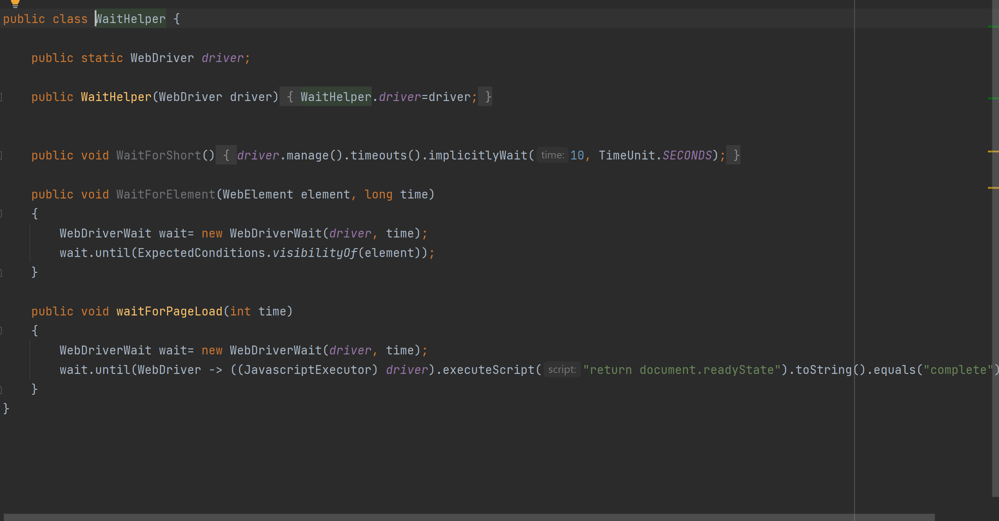 public class WaitHelper {
public static WebDriver driver;
public WaitHelper(WebDriver driver) { WaitHelper.driver=driver; }
public void WaitForShort() { driver.manage().timeouts().implicitlyWait( time: 10, TimeUnit.SECONDS); }
public void WaitForElement(WebElement element, long time)
{
WebDriverWait wait= new WebDriverWait(driver, time);
wait.until(ExpectedConditions.visibilityOf(element));
}
public void waitForPageLoad(int time)
{
WebDriverWait wait= new WebDriverWait(driver, time);
wait.until(WebDriver -> ((JavascriptExecutor) driver).executeScript( script: "return document.readyState").toString().equals("complete")
}
}